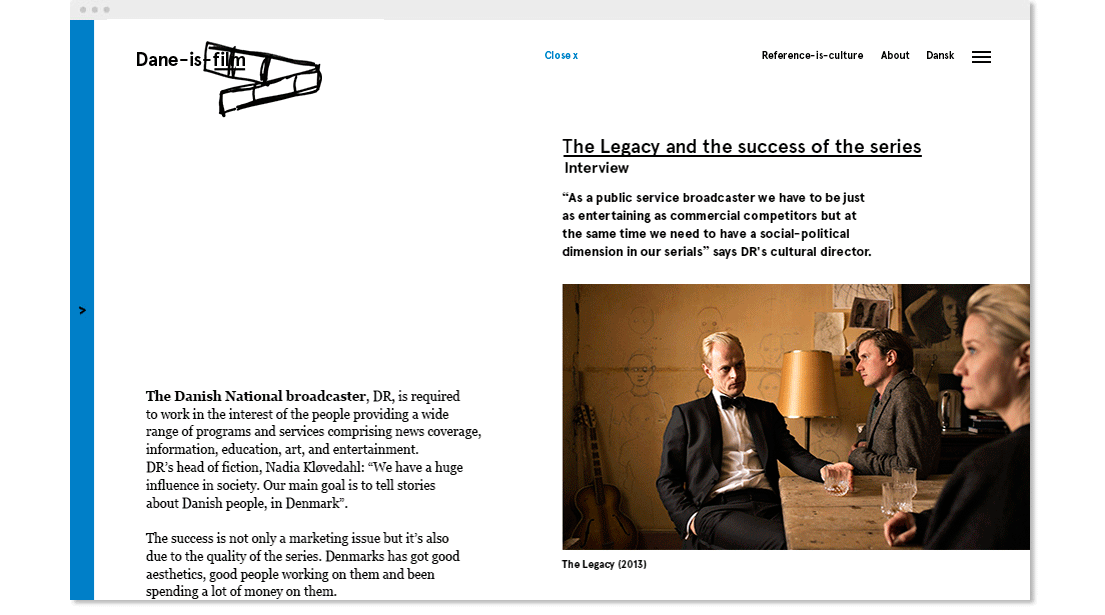 Dane-is-film
Close x
Reference-is-culture
About
Dansk
>
The Legacy and the success of the series
Interview
“As a public service broadcaster we have to be just
as entertaining as commercial competitors but at
the same time we need to have a social-political
dimension in our serials” says DR's cultural director.
The Legacy (2013)
The Danish National broadcaster, DR, is required
to work in the interest of the people providing a wide
range of programs and services comprising news coverage,
information, education, art, and entertainment.
DR’s head of fiction, Nadia Kløvedahl: “We have a huge
influence in society. Our main goal is to tell stories
about Danish people, in Denmark”.
The success is not only a marketing issue but it’s also
due to the quality of the series. Denmarks has got good
aesthetics, good people working on them and been
spending a lot of money on them.